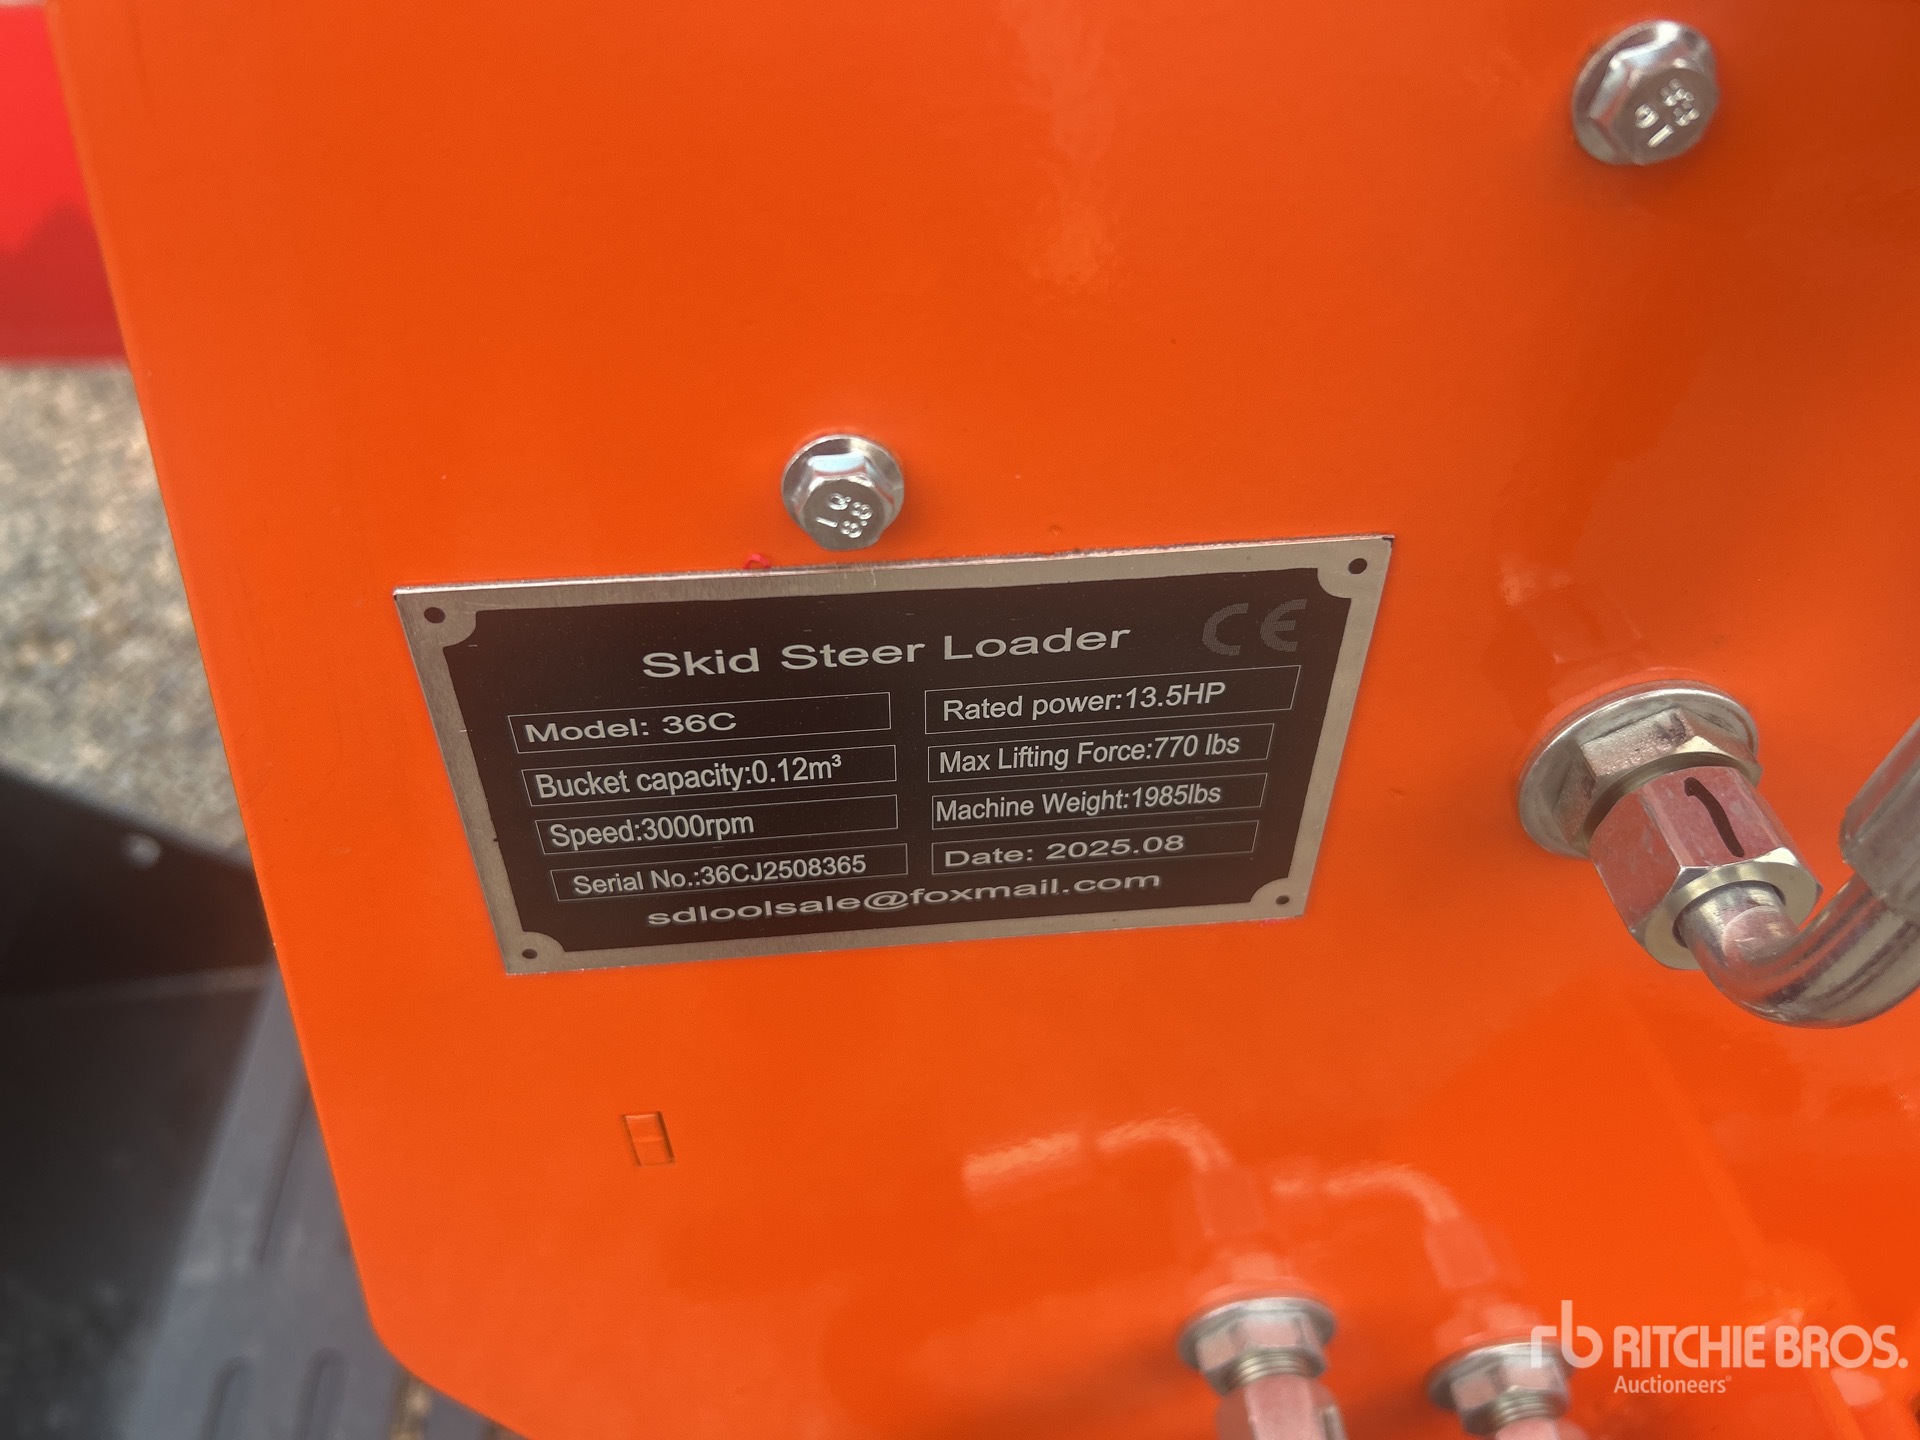 Skid Steer Loader CE
Model: 36C
Rated power:13.5HP
Bucket capacity:0.12m³
Max Lifting Force:770 lbs
Speed:3000rpm
Machine Weight:1985lbs
Serial No.:36CJ2508365
Date: 2025.08
sdloolsale@foxmail.com
8.8
8.8
rb RITCHIE BROS.
Auctioneers